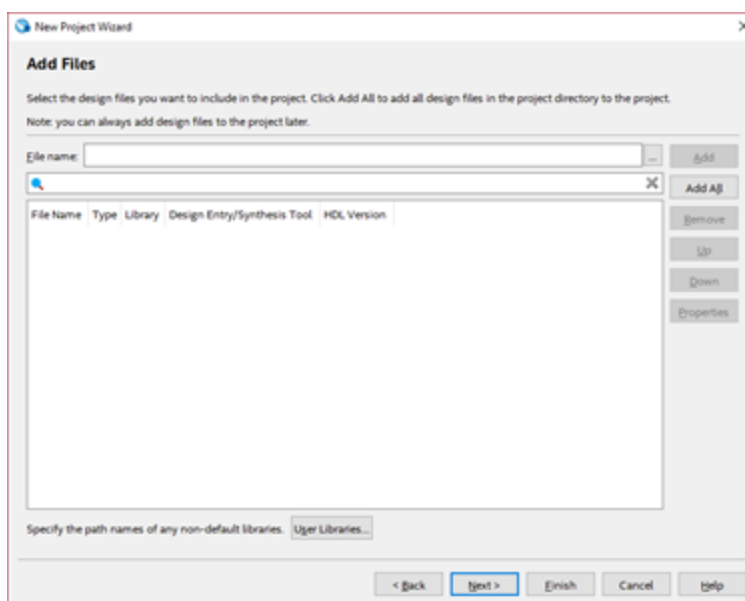 New Project Wizard
Add Files
Select the design files you want to include in the project. Click Add All to add all design files in the project directory to the project.
Note: you can always add design files to the project later.
File name: ... Add
Add All
File Name Type Library Design Entry/Synthesis Tool HDL Version
Remove
Up
Down
Properties
Specify the path names of any non-default libraries. User Libraries...
< Back Next > Finish Cancel Help